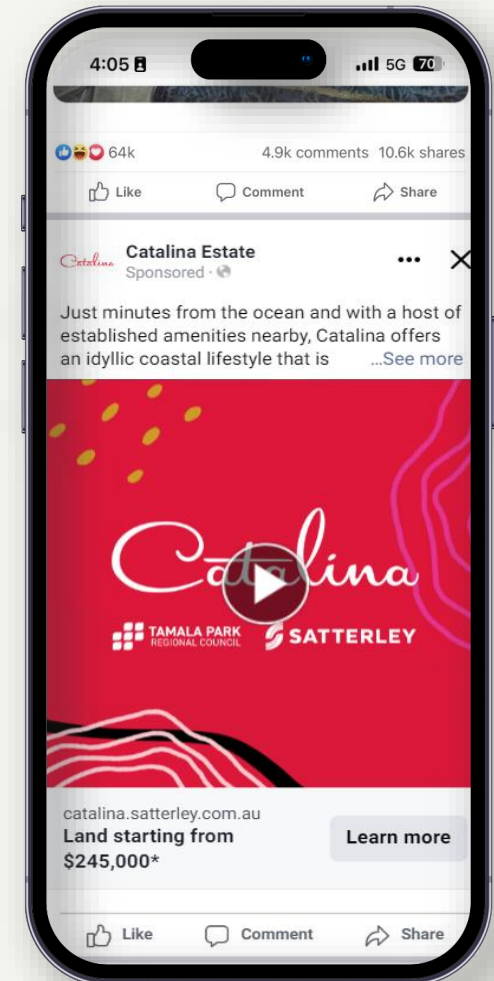 4:05 5G 70
64k 4.9k comments 10.6k shares
Like Comment Share
Catalina Catalina Estate
Sponsored ·
Just minutes from the ocean and with a host of
established amenities nearby, Catalina offers
an idyllic coastal lifestyle that is ...See more
Catalina
TAMALA PARK
REGIONAL COUNCIL
SATTERLEY
catalina.satterley.com.au
Land starting from
$245,000*
Learn more
Like Comment Share